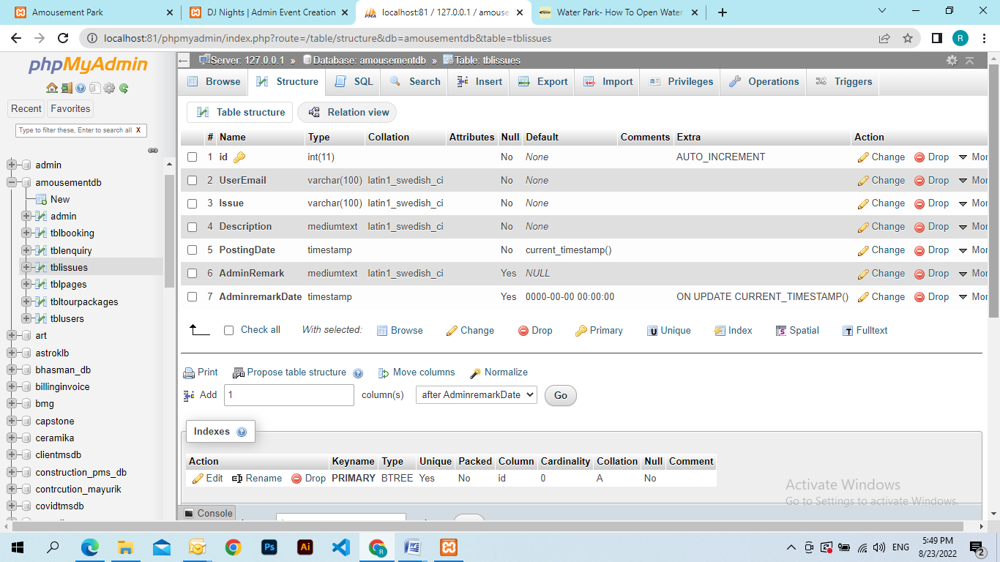 Amousement Park
DJ Nights | Admin Event Creation
localhost:81 / 127.0.0.1 / amouse
Water Park- How To Open Water
localhost:81/phpmyadmin/index.php?route=/table/structure&db=amousementdb&table=tblissues
R
phpMyAdmin
Recent
Favorites
Type to filter these, Enter to search all X
admin
amousementdb
New
admin
tblbooking
tblenquiry
tblissues
tblpages
tbltourpackages
tblusers
art
astroklb
bhasman_db
billinginvoice
bmg
capstone
ceramika
clientmsdb
construction_pms_db
contrcution_mayurik
covidtmsdb
Server: 127.0.0.1 » Database: amousementdb » Table: tblissues
Browse Structure SQL Search Insert Export Import Privileges Operations Triggers
Table structure Relation view
# Name Type Collation Attributes Null Default Comments Extra Action
1 id int(11) No None AUTO_INCREMENT Change Drop Mor
2 UserEmail varchar(100) latin1_swedish_ci No None Change Drop Mor
3 Issue varchar(100) latin1_swedish_ci No None Change Drop Mor
4 Description mediumtext latin1_swedish_ci No None Change Drop Mor
5 PostingDate timestamp No current_timestamp() Change Drop Mor
6 AdminRemark mediumtext latin1_swedish_ci Yes NULL Change Drop Mor
7 AdminremarkDate timestamp Yes 0000-00-00 00:00:00 ON UPDATE CURRENT_TIMESTAMP() Change Drop Mor
Check all With selected: Browse Change Drop Primary Unique Index Spatial Fulltext
Print Propose table structure Move columns Normalize
Add 1 column(s) after AdminremarkDate Go
Indexes
Action Keyname Type Unique Packed Column Cardinality Collation Null Comment
Edit Rename Drop PRIMARY BTREE Yes No id 0 A No
Console
Activate Windows
Go to Settings to activate Windows.
Ps
Ai
R
ENG
5:49 PM
8/23/2022
2